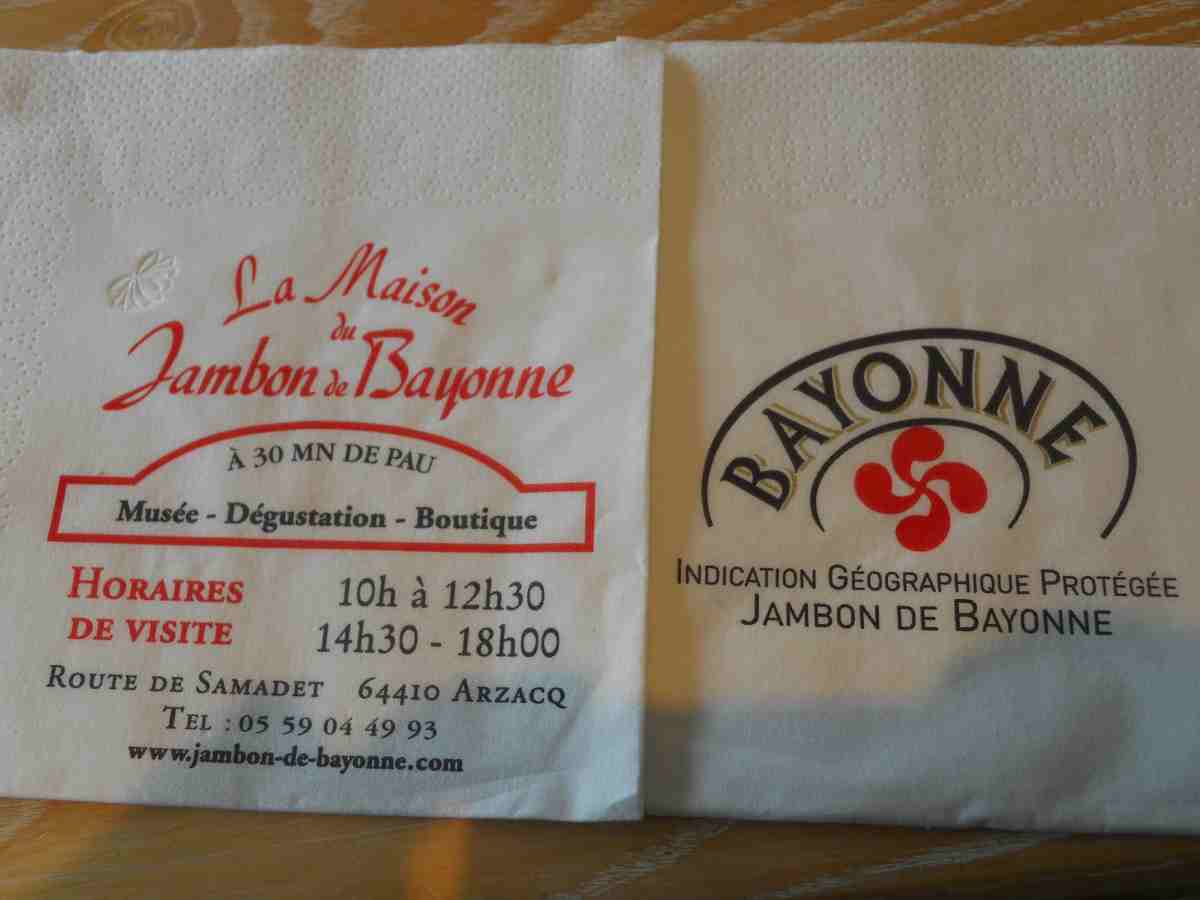 La Maison
du
Jambon de Bayonne
À 30 MN DE PAU
Musée - Dégustation - Boutique
HORAIRES
DE VISITE
10h à 12h30
14h30 - 18h00
ROUTE DE SAMADET 64410 ARZACQ
TEL : 05 59 04 49 93
www.jambon-de-bayonne.com
BAYONNE
INDICATION GÉOGRAPHIQUE PROTÉGÉE
JAMBON DE BAYONNE